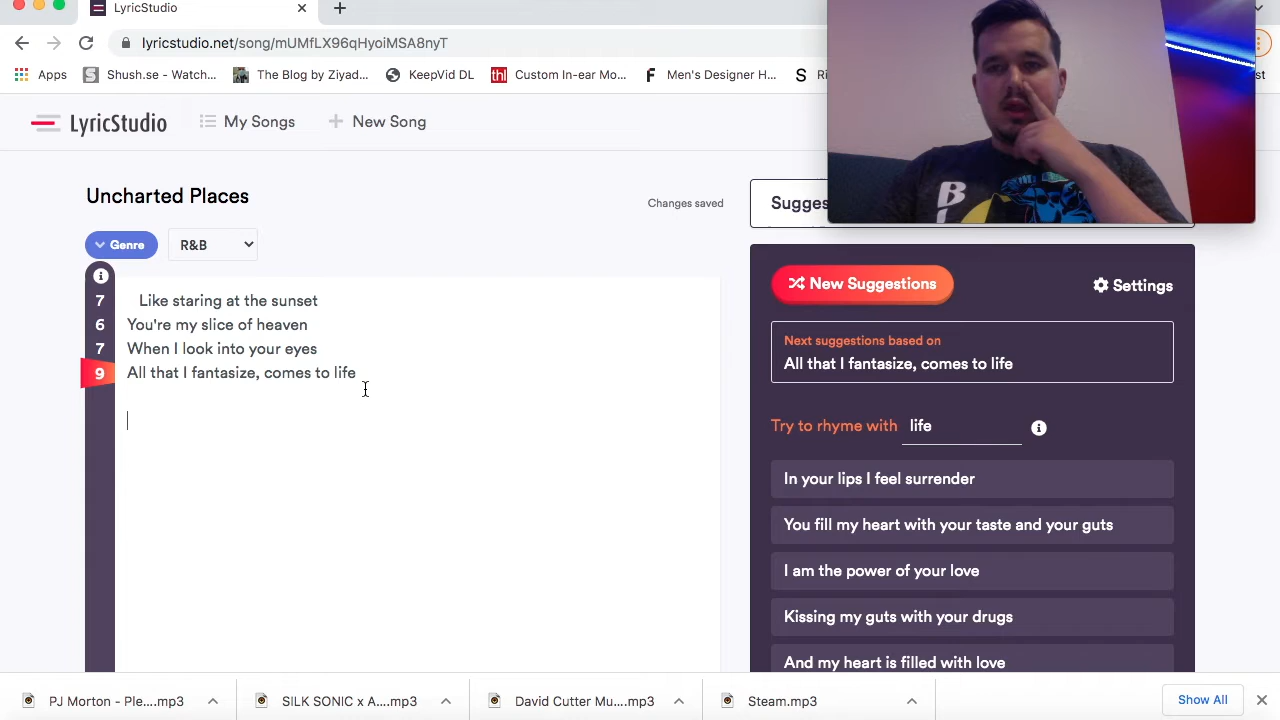 LyricStudio
lyricstudio.net/song/mUMfLX96qHyoiMSA8nyT
Apps
Shush.se - Watch...
The Blog by Ziyad...
KeepVid DL
thl
Custom In-ear Mo...
F
Men's Designer H...
S
LyricStudio
My Songs
New Song
Uncharted Places
Changes saved
Genre
R&B
7 Like staring at the sunset
6 You're my slice of heaven
7 When I look into your eyes
9 All that I fantasize, comes to life
New Suggestions
Settings
Next suggestions based on
All that I fantasize, comes to life
Try to rhyme with life
In your lips I feel surrender
You fill my heart with your taste and your guts
I am the power of your love
Kissing my guts with your drugs
And my heart is filled with love
PJ Morton - Ple....mp3
SILK SONIC x A....mp3
David Cutter Mu....mp3
Steam.mp3
Show All